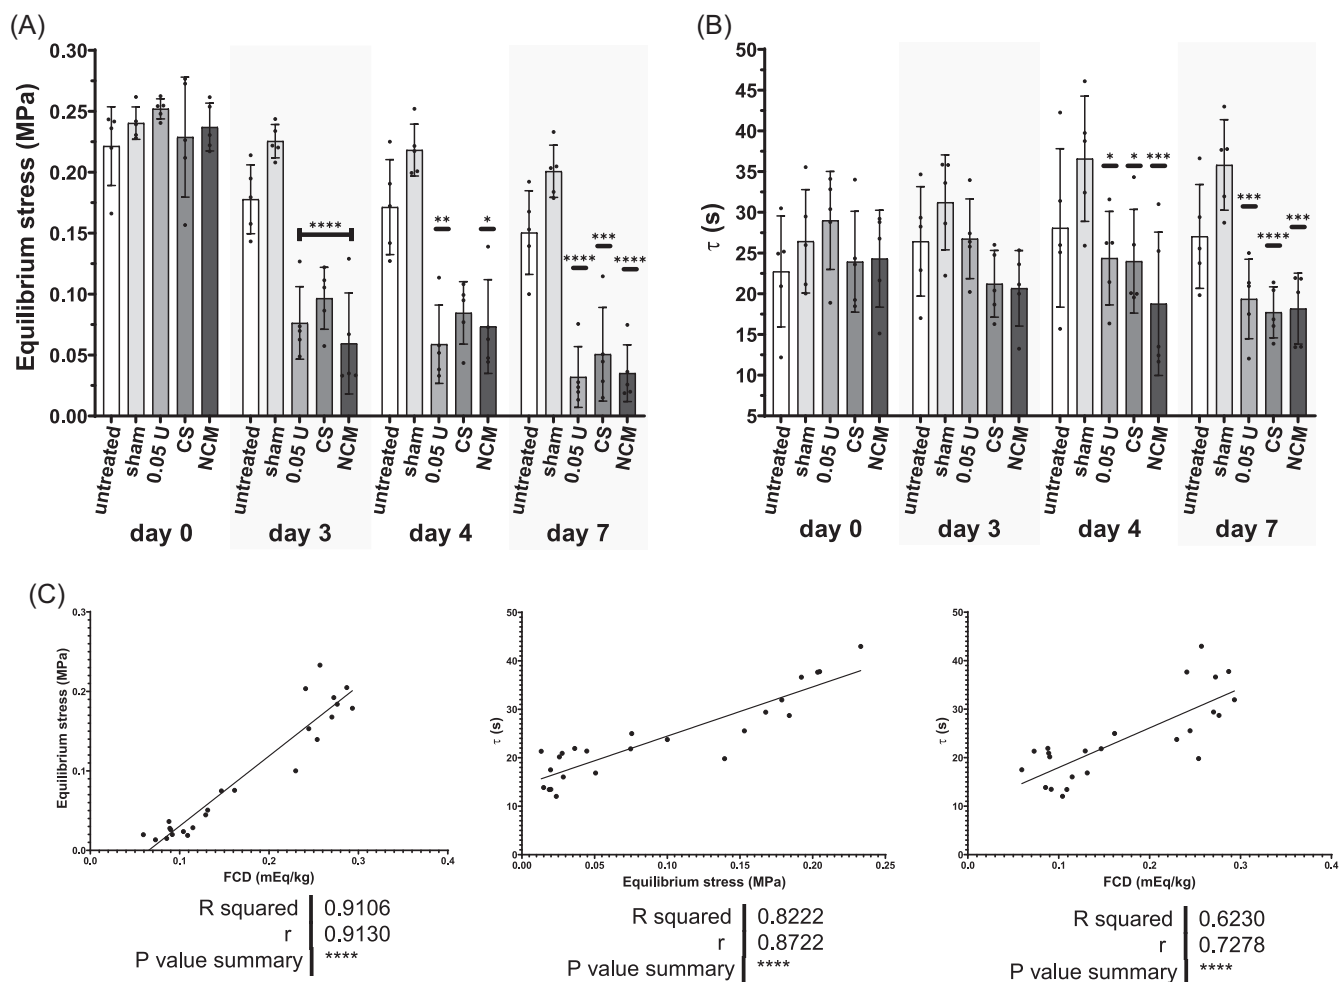 (A)
Equilibrium stress (MPa)
0.30
0.25
0.20
0.15
0.10
0.05
0.00
****
**
*
****
***
****
untreated
sham
0.05 U
CS
NCM
untreated
sham
0.05 U
CS
NCM
untreated
sham
0.05 U
CS
NCM
untreated
sham
0.05 U
CS
NCM
day 0
day 3
day 4
day 7
(B)
τ (s)
50
45
40
35
30
25
20
15
10
5
*
*
***
***
****
***
untreated
sham
0.05 U
CS
NCM
untreated
sham
0.05 U
CS
NCM
untreated
sham
0.05 U
CS
NCM
untreated
sham
0.05 U
CS
NCM
day 0
day 3
day 4
day 7
(C)
Equilibrium stress (MPa)
0.3
0.2
0.1
0.0
0.0 0.1 0.2 0.3 0.4
FCD (mEq/kg)
R squared 0.9106
r 0.9130
P value summary ****
τ (s)
50
40
30
20
10
0
0.00 0.05 0.10 0.15 0.20 0.25
Equilibrium stress (MPa)
R squared 0.8222
r 0.8722
P value summary ****
τ (s)
50
40
30
20
10
0
0.0 0.1 0.2 0.3 0.4
FCD (mEq/kg)
R squared 0.6230
r 0.7278
P value summary ****